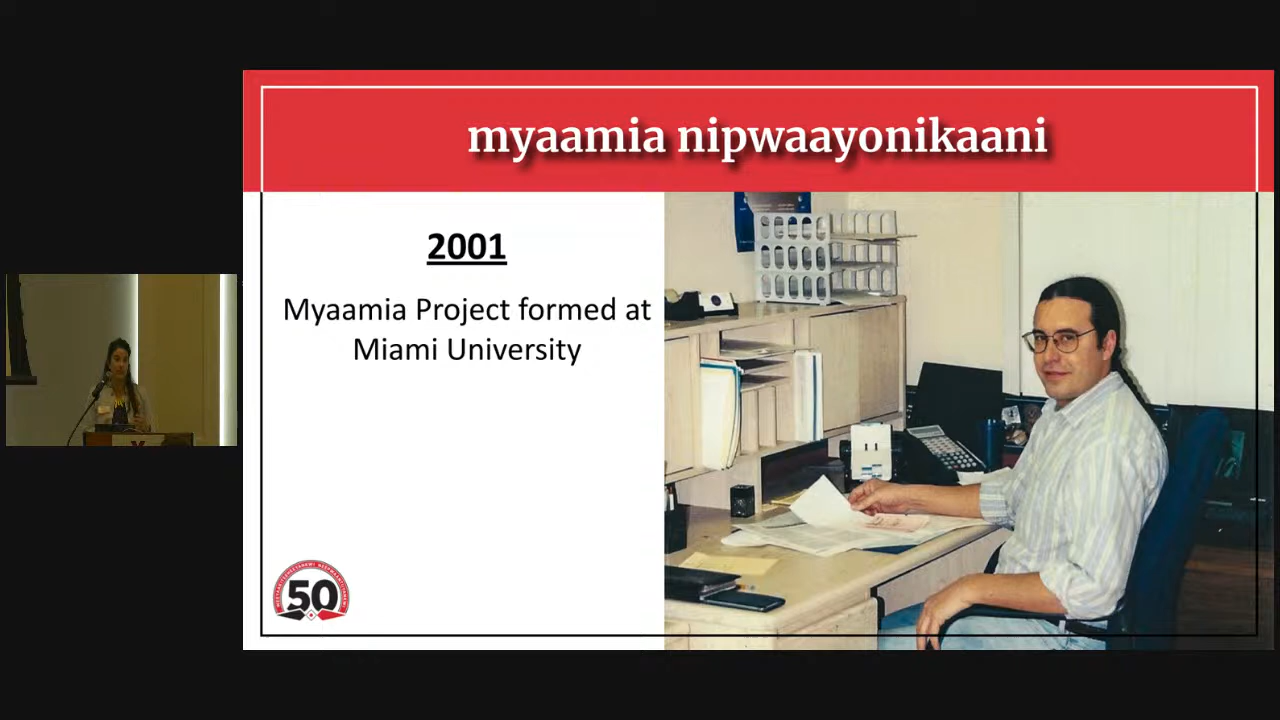 myaamia nipwaayonikaani
2001
Myaamia Project formed at
Miami University
50